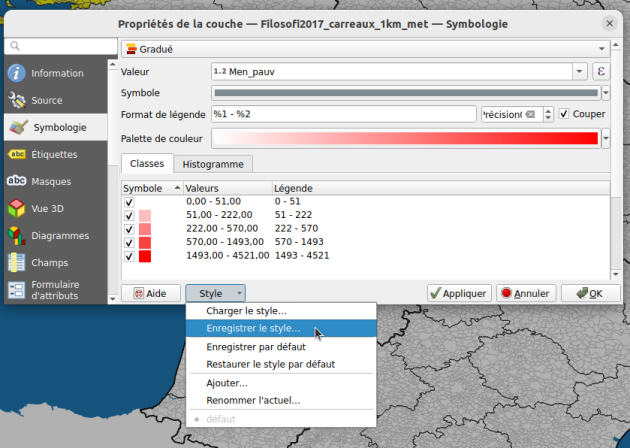 Propriétés de la couche — Filosofi2017_carreaux_1km_met — Symbologie
Gradué
Information
Source
Symbologie
abc Étiquettes
abc Masques
Vue 3D
Diagrammes
Champs
Formulaire
d'attributs
Valeur 1.2 Men_pauv ε
Symbole
Format de légende %1 - %2 Couper
Palette de couleur
Classes Histogramme
Symbole Valeurs Légende
0,00 - 51,00 0 - 51
51,00 - 222,00 51 - 222
222,00 - 570,00 222 - 570
570,00 - 1493,00 570 - 1493
1493,00 - 4521,00 1493 - 4521
Aide Style Appliquer Annuler OK
Charger le style...
Enregistrer le style...
Enregistrer par défaut
Restaurer le style par défaut
Ajouter...
Renommer l'actuel...
défaut